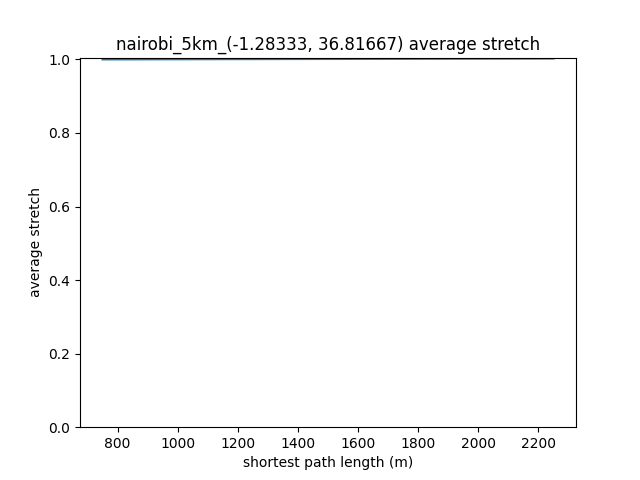 nairobi_5km_(-1.28333, 36.81667) average stretch
1.0
0.8
0.6
0.4
0.2
0.0
average stretch
800 1000 1200 1400 1600 1800 2000 2200
shortest path length (m)